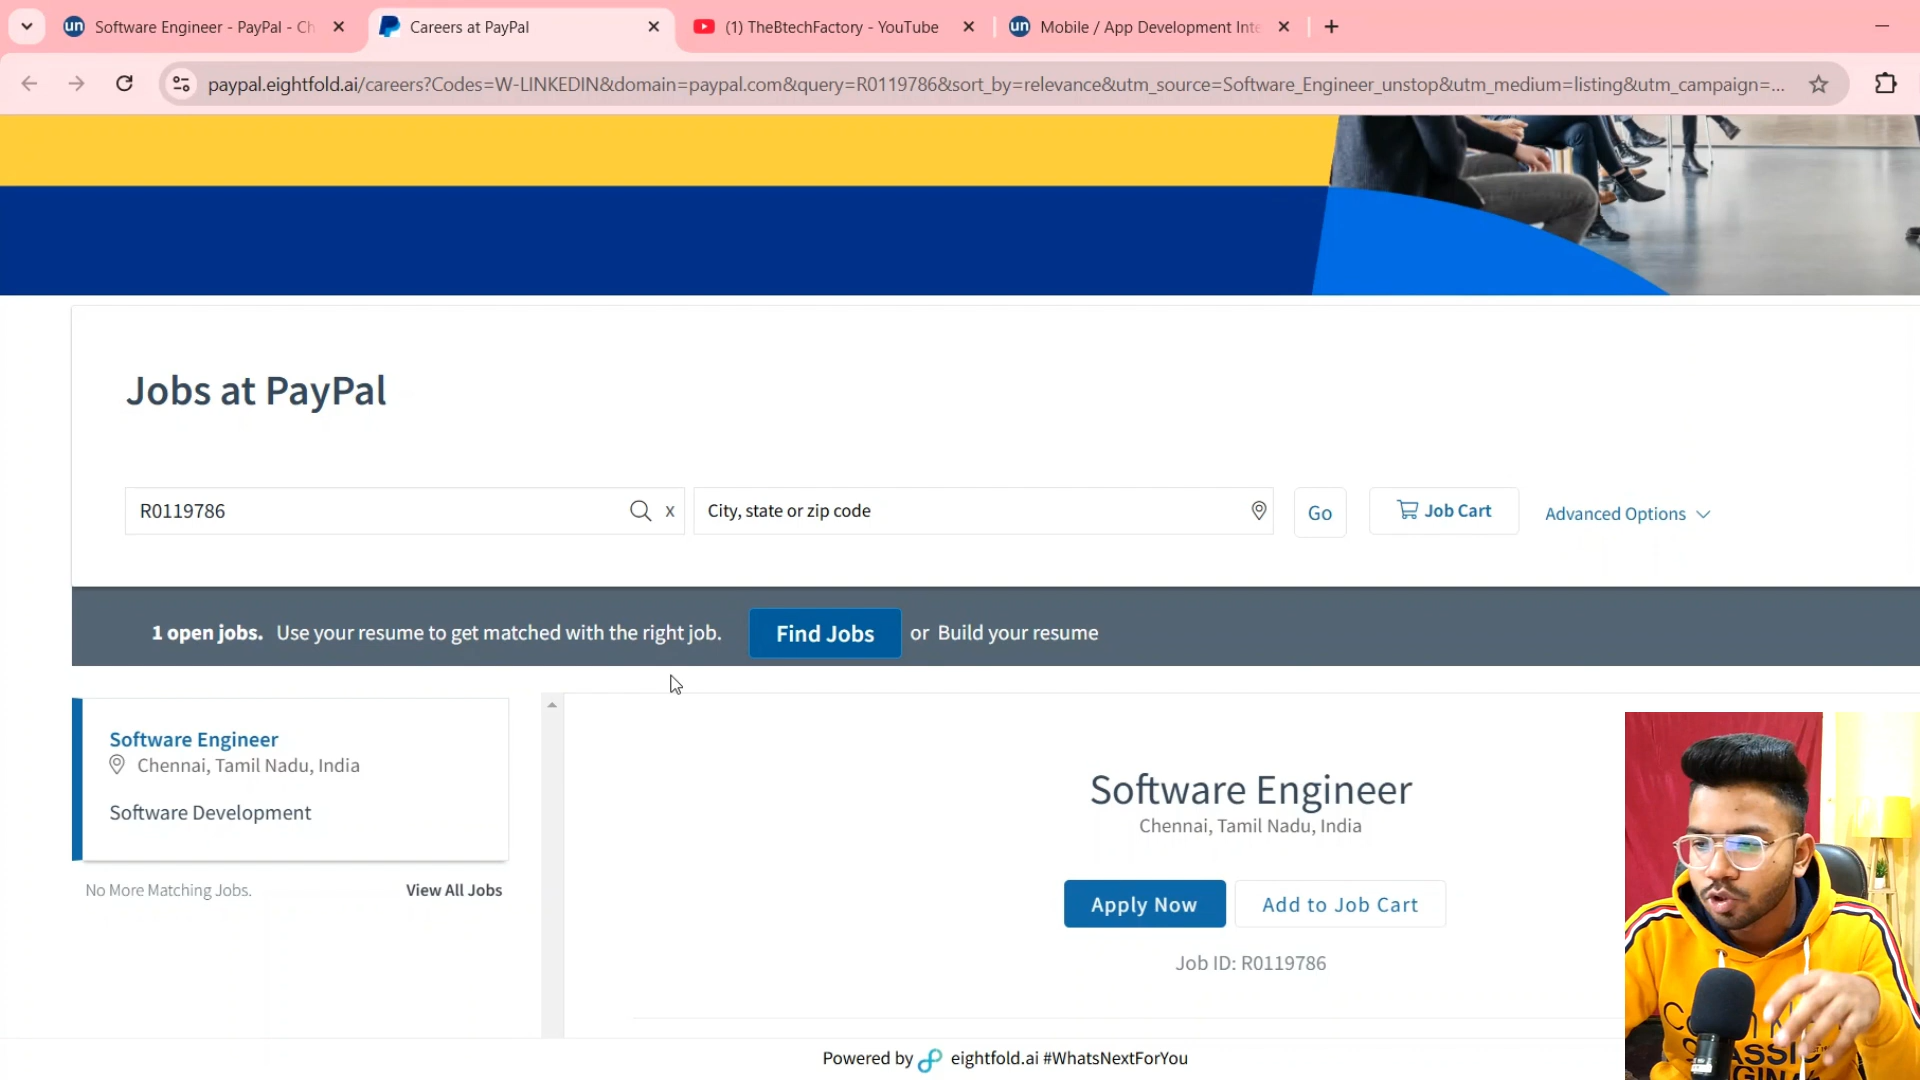 Software Engineer - PayPal - Ch
Careers at PayPal
(1) TheBtechFactory - YouTube
Mobile / App Development Inte
paypal.eightfold.ai/careers?Codes=W-LINKEDIN&domain=paypal.com&query=R0119786&sort_by=relevance&utm_source=Software_Engineer_unstop&utm_medium=listing&utm_campaign=...
Jobs at PayPal
R0119786
x
City, state or zip code
Go
Job Cart
Advanced Options
1 open jobs. Use your resume to get matched with the right job.
Find Jobs
or Build your resume
Software Engineer
Chennai, Tamil Nadu, India
Software Development
No More Matching Jobs.
View All Jobs
Software Engineer
Chennai, Tamil Nadu, India
Apply Now
Add to Job Cart
Job ID: R0119786
Powered by eightfold.ai #WhatsNextForYou